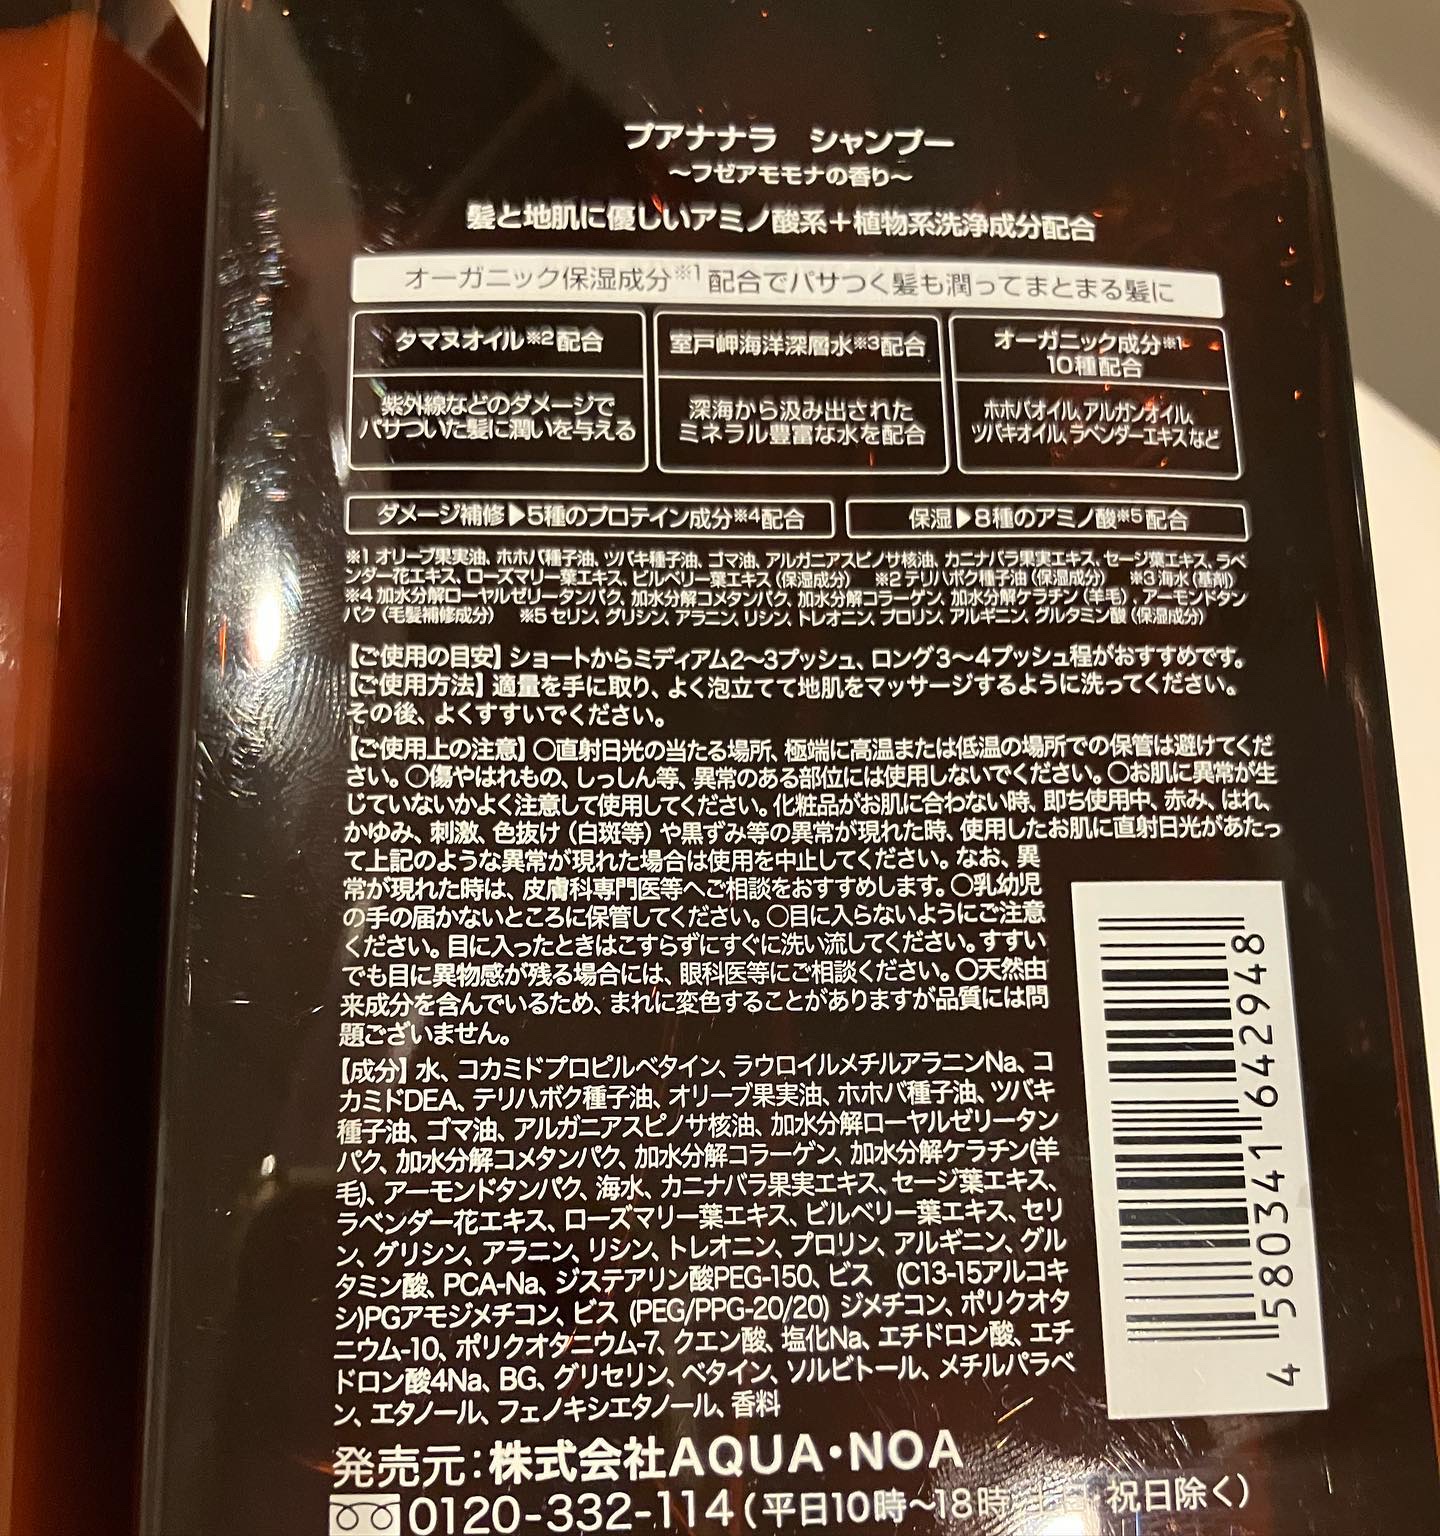 プアナナラ　シャンプー
～フゼアモモナの香り～
髪と地肌に優しいアミノ酸系＋植物系洗浄成分配合
オーガニック保湿成分※1配合でパサつく髪も潤ってまとまる髪に
タマヌオイル※2配合
紫外線などのダメージで
パサついた髪に潤いを与える
室戸岬海洋深層水※3配合
深海から汲み出された
ミネラル豊富な水を配合
オーガニック成分※1
10種配合
ホホバオイル、アルガンオイル、
ツバキオイル、ラベンダーエキスなど
ダメージ補修▶5種のプロテイン成分※4配合
保湿▶8種のアミノ酸※5配合
※1 オリーブ果実油、ホホバ種子油、ツバキ種子油、ゴマ油、アルガニアスピノサ核油、カニナバラ果実エキス、セージ葉エキス、ラベ
ンダー花エキス、ローズマリー葉エキス、ビルベリー葉エキス（保湿成分）　※2 テリハボク種子油（保湿成分）　※3 海水（基剤）
※4 加水分解ローヤルゼリータンパク、加水分解コメタンパク、加水分解コラーゲン、加水分解ケラチン（羊毛）、アーモンドタン
パク（毛髪補修成分）　※5 セリン、グリシン、アラニン、リシン、トレオニン、プロリン、アルギニン、グルタミン酸（保湿成分）
【ご使用の目安】ショートからミディアム2～3プッシュ、ロング3～4プッシュ程がおすすめです。
【ご使用方法】適量を手に取り、よく泡立てて地肌をマッサージするように洗ってください。
その後、よくすすいでください。
【ご使用上の注意】〇直射日光の当たる場所、極端に高温または低温の場所での保管は避けてくだ
さい。〇傷やはれもの、しっしん等、異常のある部位には使用しないでください。〇お肌に異常が生
じていないかよく注意して使用してください。化粧品がお肌に合わない時、即ち使用中、赤み、はれ、
かゆみ、刺激、色抜け（白斑等）や黒ずみ等の異常が現れた時、使用したお肌に直射日光があたっ
て上記のような異常が現れた場合は使用を中止してください。なお、異
常が現れた時は、皮膚科専門医等へご相談をおすすめします。〇乳幼児
の手の届かないところに保管してください。〇目に入らないようにご注意
ください。目に入ったときはこすらずにすぐに洗い流してください。すすい
でも目に異物感が残る場合には、眼科医等にご相談ください。〇天然由
来成分を含んでいるため、まれに変色することがありますが品質には問
題ございません。
【成分】水、コカミドプロピルベタイン、ラウロイルメチルアラニンNa、コ
カミドDEA、テリハボク種子油、オリーブ果実油、ホホバ種子油、ツバキ
種子油、ゴマ油、アルガニアスピノサ核油、加水分解ローヤルゼリータン
パク、加水分解コメタンパク、加水分解コラーゲン、加水分解ケラチン(羊
毛)、アーモンドタンパク、海水、カニナバラ果実エキス、セージ葉エキス、
ラベンダー花エキス、ローズマリー葉エキス、ビルベリー葉エキス、セリ
ン、グリシン、アラニン、リシン、トレオニン、プロリン、アルギニン、グル
タミン酸、PCA-Na、ジステアリン酸PEG-150、ビス　(C13-15アルコキ
シ)PGアモジメチコン、ビス (PEG/PPG-20/20) ジメチコン、ポリクオタ
ニウム-10、ポリクオタニウム-7、クエン酸、塩化Na、エチドロン酸、エチ
ドロン酸4Na、BG、グリセリン、ベタイン、ソルビトール、メチルパラベ
ン、エタノール、フェノキシエタノール、香料
発売元：株式会社AQUA・NOA
0120-332-114（平日10時～18時 祝日除く）
4 580341 642948